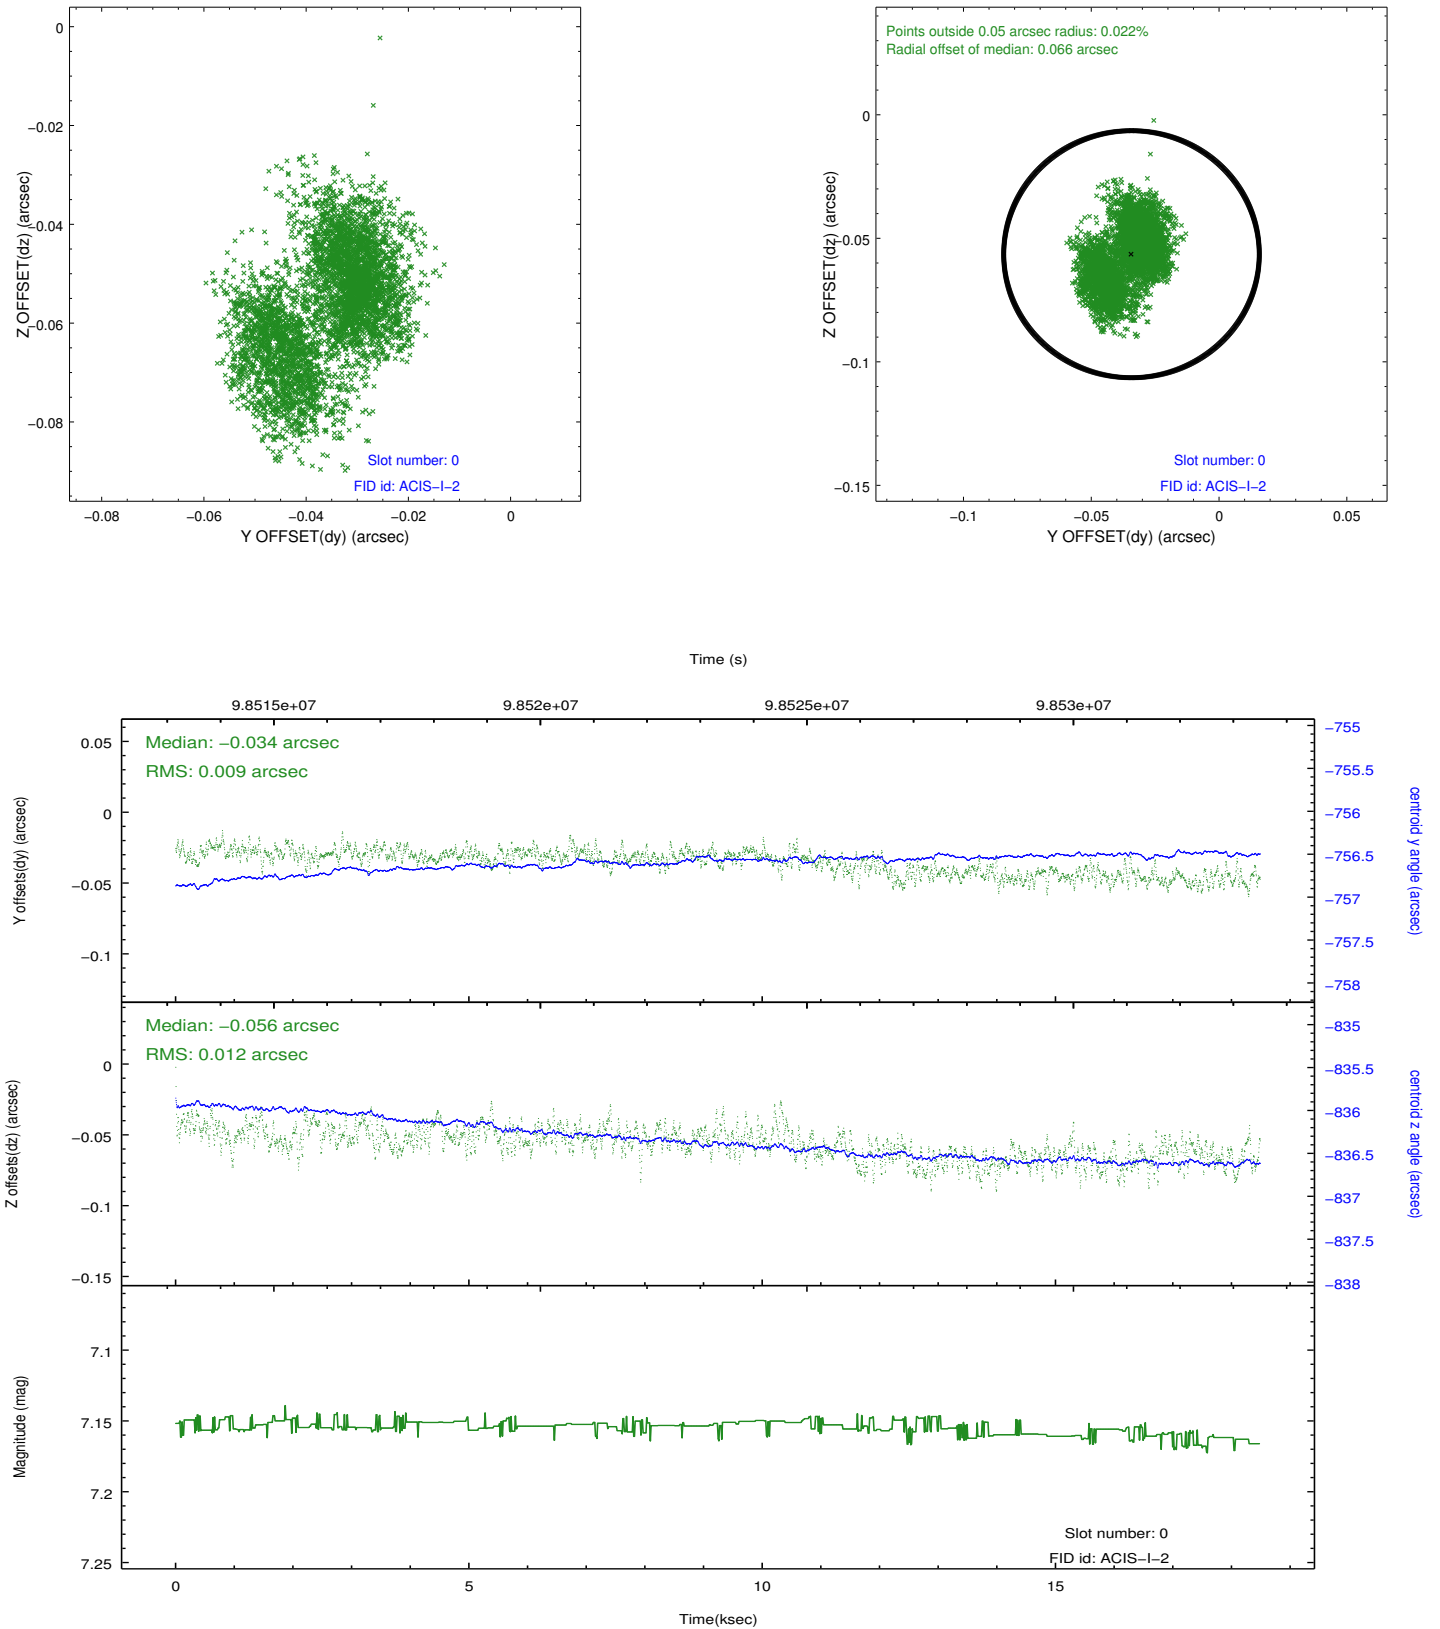 0
−0.02
−0.04
−0.06
−0.08
Z OFFSET(dz) (arcsec)
Slot number: 0
FID id: ACIS−I−2
−0.08 −0.06 −0.04 −0.02 0
Y OFFSET(dy) (arcsec)
Points outside 0.05 arcsec radius: 0.022%
Radial offset of median: 0.066 arcsec
0
−0.05
−0.1
−0.15
Z OFFSET(dz) (arcsec)
Slot number: 0
FID id: ACIS−I−2
−0.1 −0.05 0 0.05
Y OFFSET(dy) (arcsec)
Time (s)
9.8515e+07 9.852e+07 9.8525e+07 9.853e+07
Median: −0.034 arcsec
RMS: 0.009 arcsec
0.05
0
−0.05
−0.1
Y offsets(dy) (arcsec)
−755
−755.5
−756
−756.5
−757
−757.5
−758
centroid y angle (arcsec)
Median: −0.056 arcsec
RMS: 0.012 arcsec
0
−0.05
−0.1
−0.15
Z offsets(dz) (arcsec)
−835
−835.5
−836
−836.5
−837
−837.5
−838
centroid z angle (arcsec)
7.1
7.15
7.2
7.25
Magnitude (mag)
Slot number: 0
FID id: ACIS−I−2
0 5 10 15
Time(ksec)